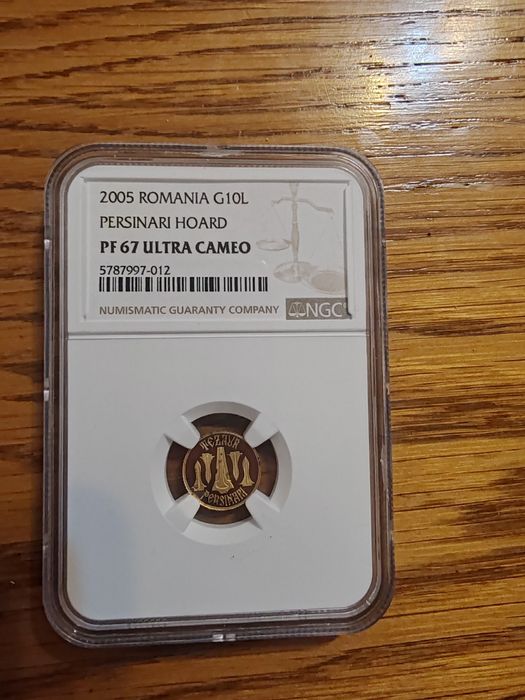 2005 ROMANIA G10L
PERSINARI HOARD
PF 67 ULTRA CAMEO
5787997-012
NUMISMATIC GUARANTY COMPANY
NGC
TEZAUR
PERSINARI